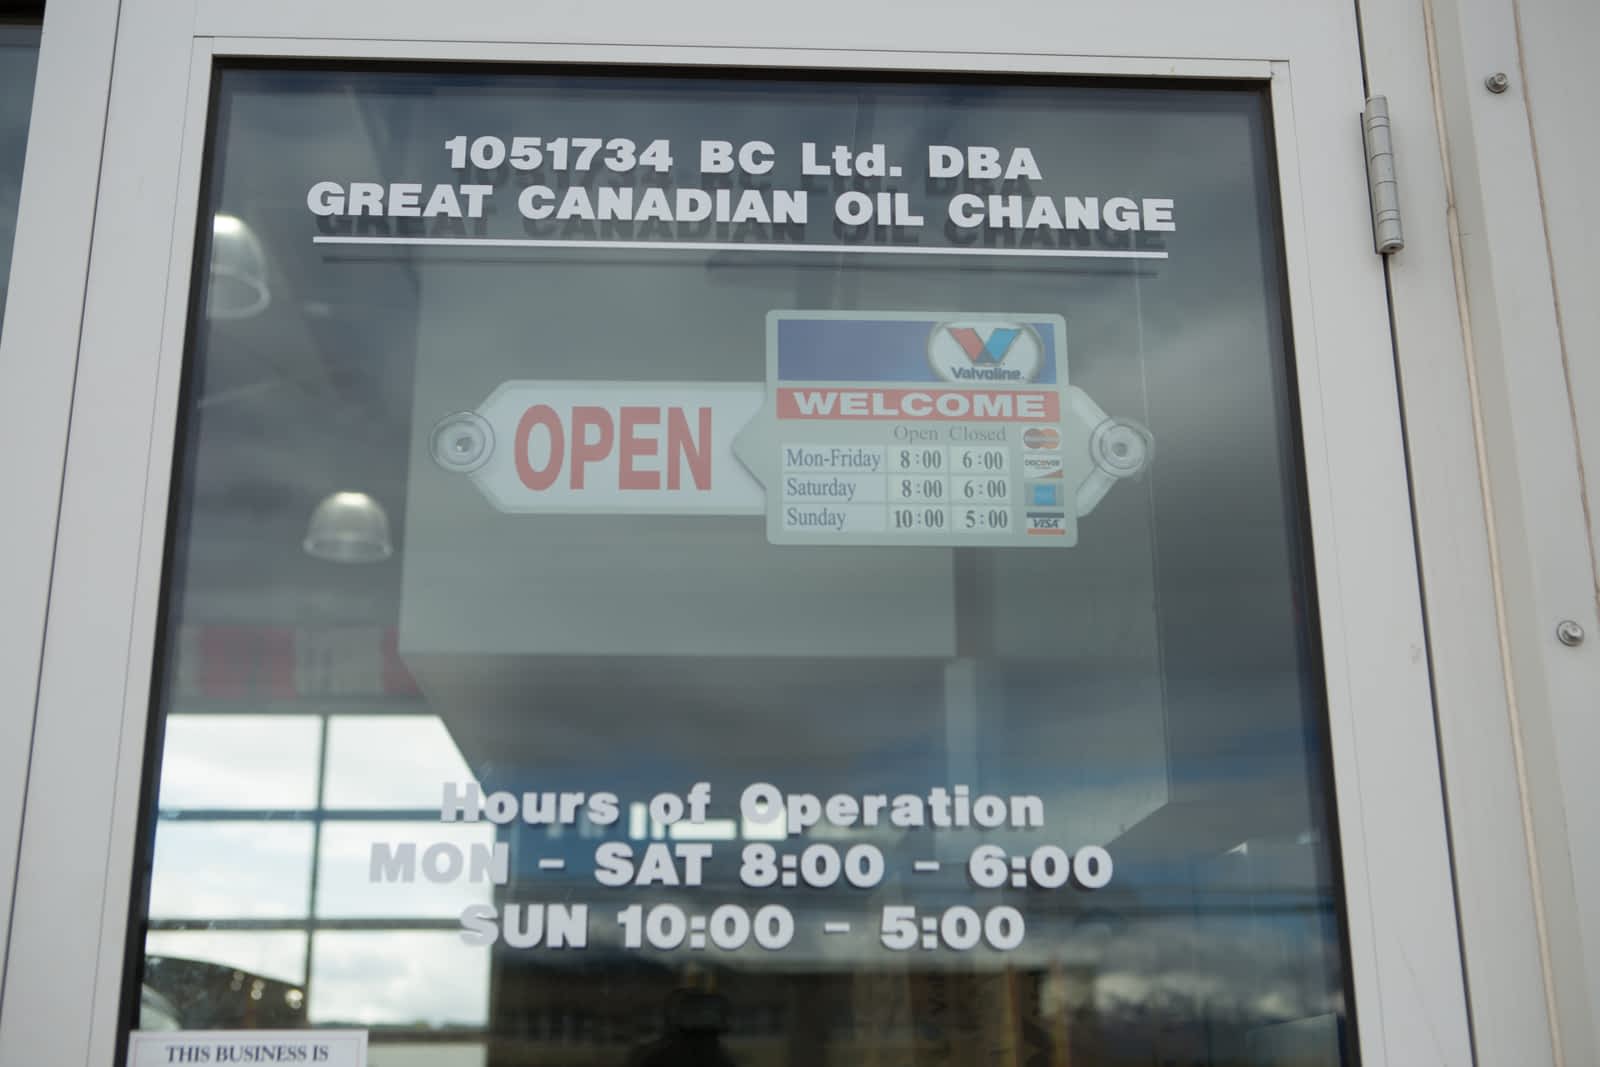 1051734 BC Ltd. DBA
GREAT CANADIAN OIL CHANGE
OPEN
Valvoline.
WELCOME
Open Closed
Mon-Friday 8:00 6:00
Saturday 8:00 6:00
Sunday 10:00 5:00
DISCOVER
VISA
Hours of Operation
MON - SAT 8:00 - 6:00
SUN 10:00 - 5:00
THIS BUSINESS IS